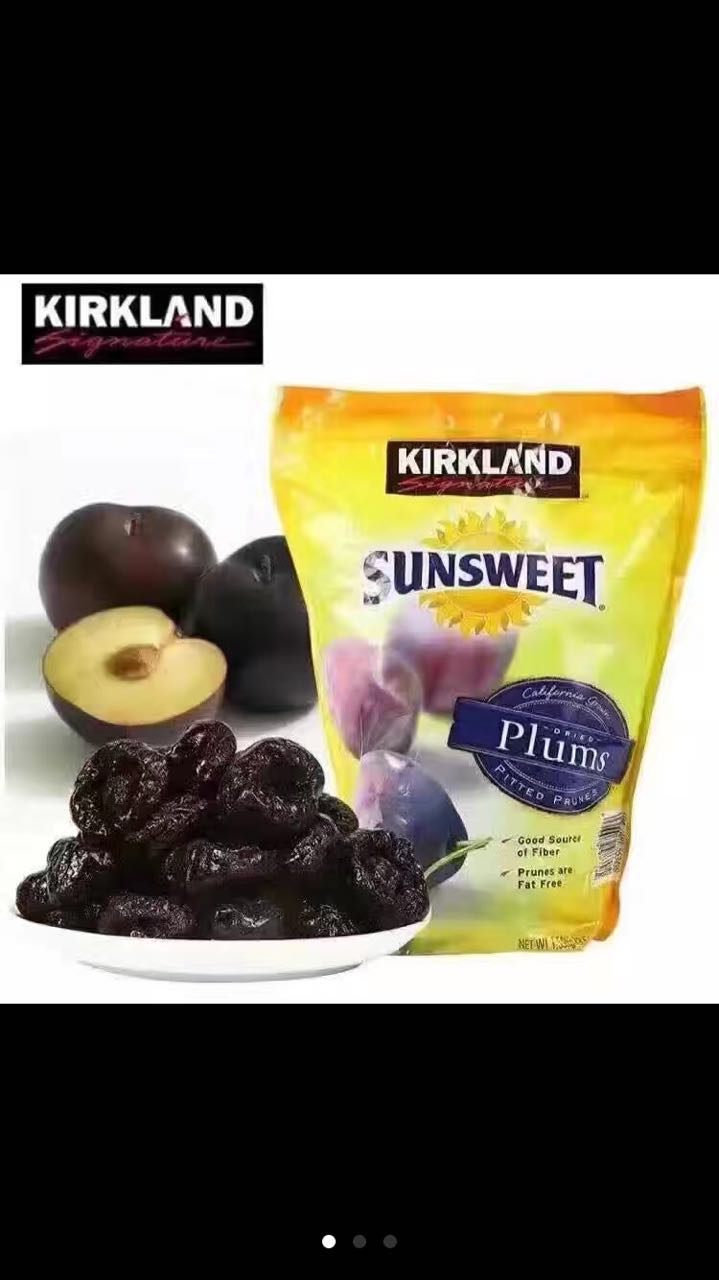 KIRKLAND
Signature
KIRKLAND
Signature
SUNSWEET
California Grown
DRIED
Plums
PITTED PRUNES
Good Source
of Fiber
Prunes are
Fat Free
NET WT